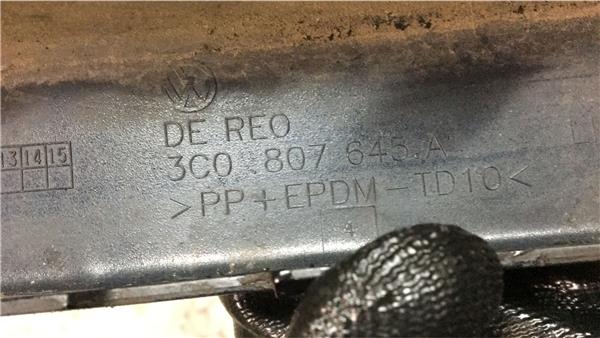 DE REO
13 14 15
3C0 807 645 A
>PP+EPDM-TD10<
4